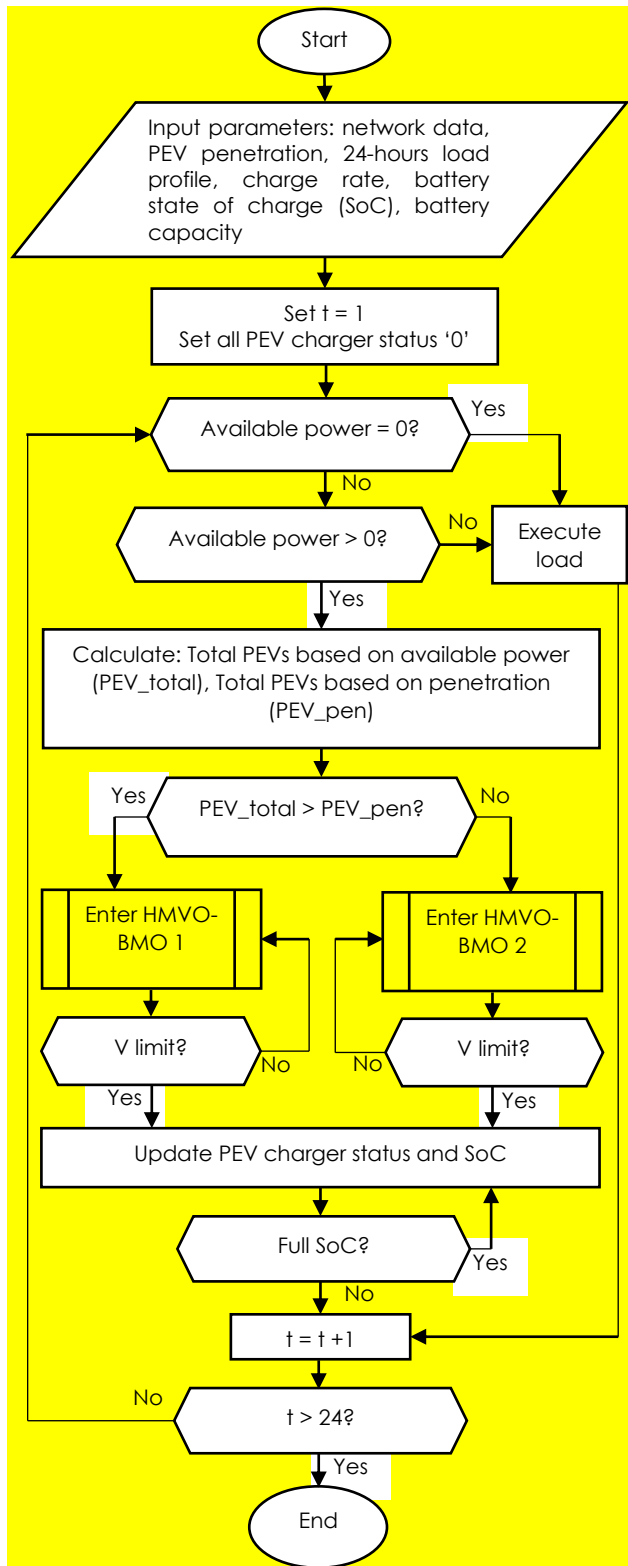 Start
Input parameters: network data,
PEV penetration, 24-hours load
profile, charge rate, battery
state of charge (SoC), battery
capacity
Set t = 1
Set all PEV charger status ‘0’
Available power = 0?
Yes
No
Available power > 0?
No
Execute
load
Yes
Calculate: Total PEVs based on available power
(PEV_total), Total PEVs based on penetration
(PEV_pen)
Yes
PEV_total > PEV_pen?
No
Enter HMVO-
BMO 1
Enter HMVO-
BMO 2
V limit?
No
No
V limit?
Yes
Yes
Update PEV charger status and SoC
Full SoC?
Yes
No
t = t +1
No
t > 24?
Yes
End